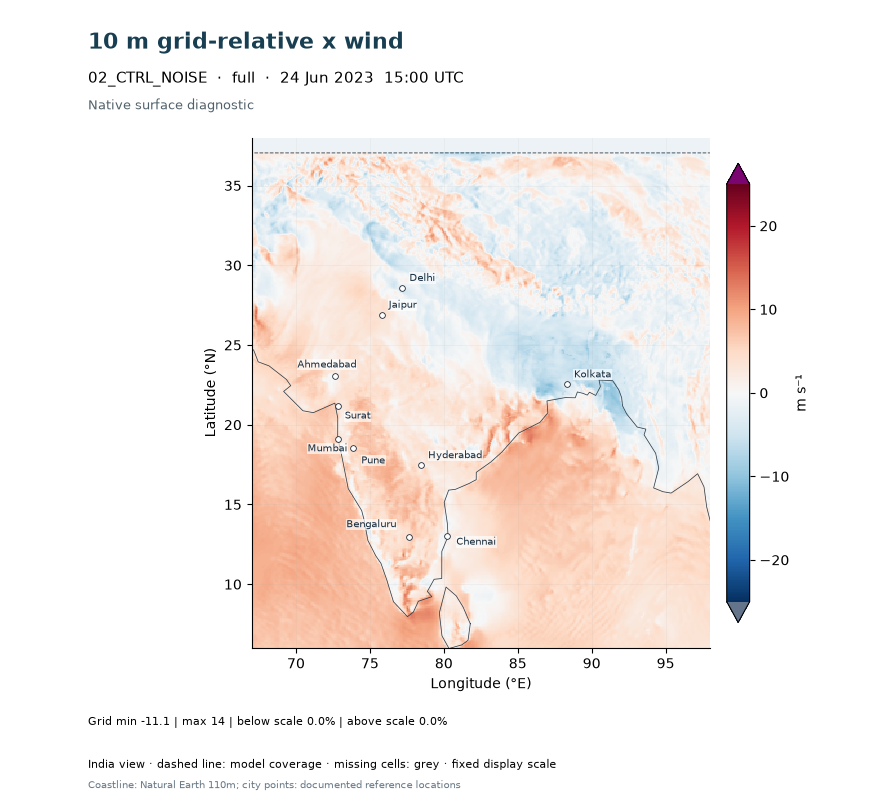 10 m grid-relative x wind
02_CTRL_NOISE · full · 24 Jun 2023 15:00 UTC
Native surface diagnostic
35
30
25
20
15
10
Latitude (°N)
70
75
80
85
90
95
Longitude (°E)
Delhi
Jaipur
Ahmedabad
Kolkata
Surat
Mumbai
Pune
Hyderabad
Bengaluru
Chennai
20
10
0
−10
−20
m s⁻¹
Grid min -11.1 | max 14 | below scale 0.0% | above scale 0.0%
India view · dashed line: model coverage · missing cells: grey · fixed display scale
Coastline: Natural Earth 110m; city points: documented reference locations